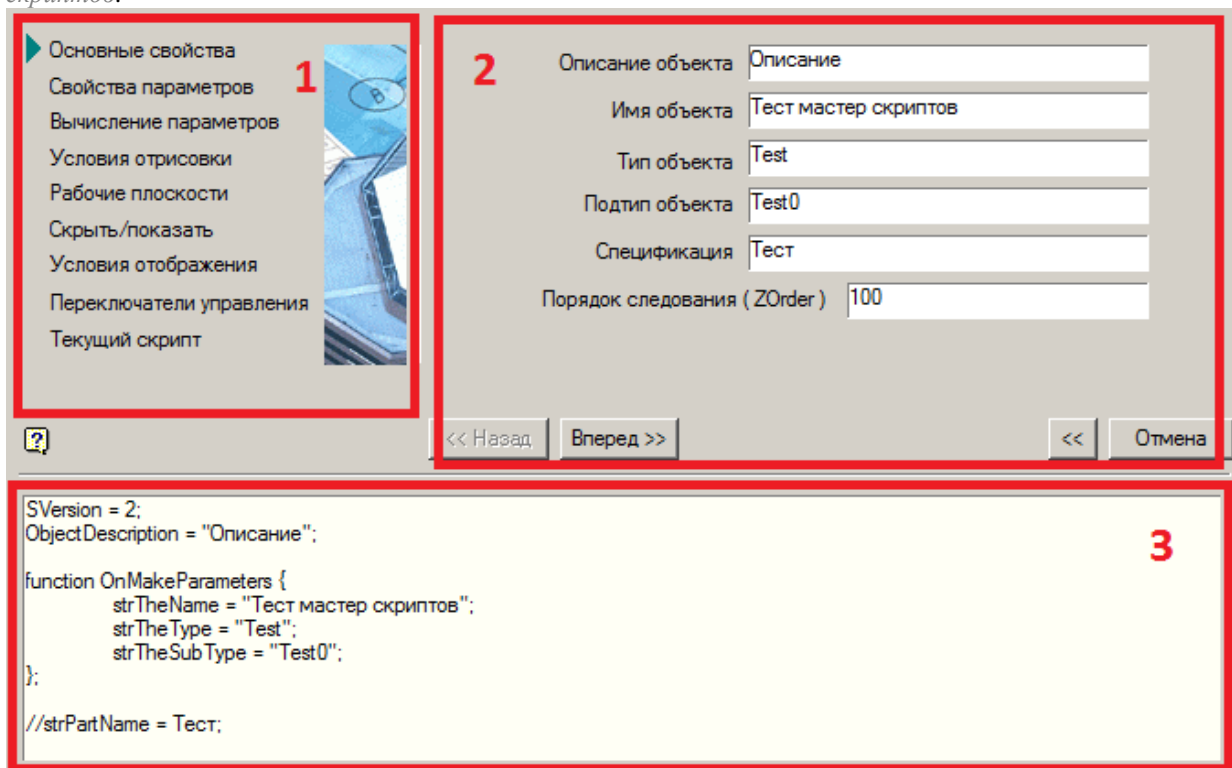 скриптов.
Основные свойства
Свойства параметров
Вычисление параметров
Условия отрисовки
Рабочие плоскости
Скрыть/показать
Условия отображения
Переключатели управления
Текущий скрипт
1
B
2
Описание объекта Описание
Имя объекта Тест мастер скриптов
Тип объекта Test
Подтип объекта Test0
Спецификация Тест
Порядок следования ( ZOrder ) 100
?
<< Назад Вперед >> << Отмена
3
SVersion = 2;
ObjectDescription = "Описание";
function OnMakeParameters {
strTheName = "Тест мастер скриптов";
strTheType = "Test";
strTheSubType = "Test0";
};
//strPartName = Тест;